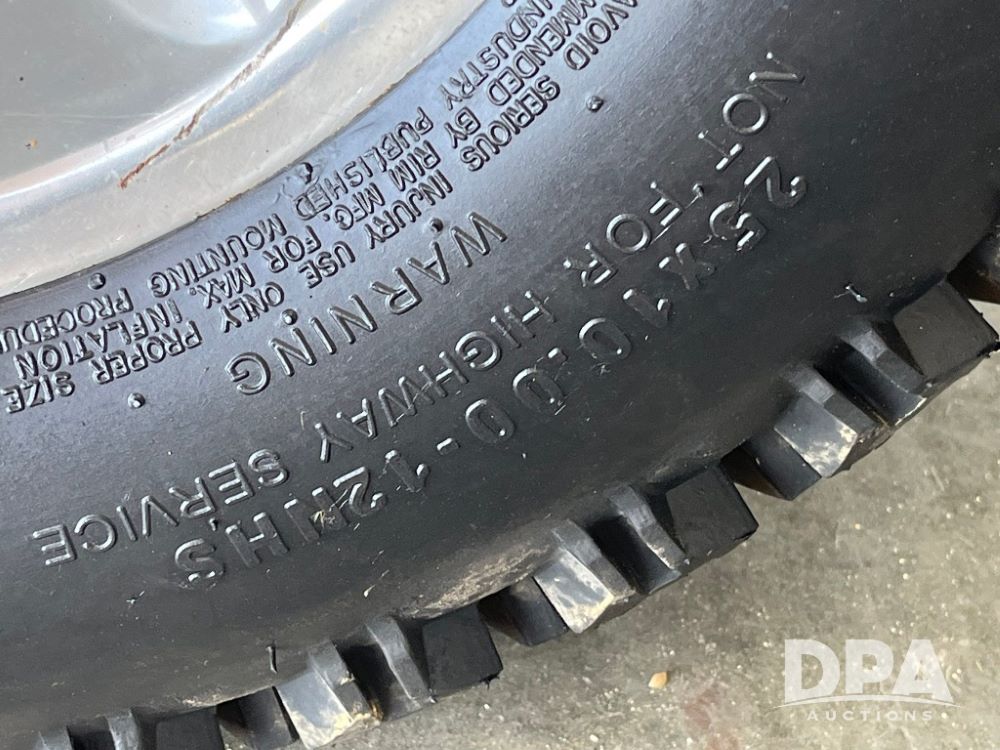 25x10.00-12NHS
NOT FOR HIGHWAY SERVICE
WARNING
AVOID SERIOUS INJURY USE ONLY PROPER SIZE
MMENDED BY RIM MFG. FOR MAX. INFLATION
INDUSTRY PUBLISHED MOUNTING PROCEDU
DPA
AUCTIONS